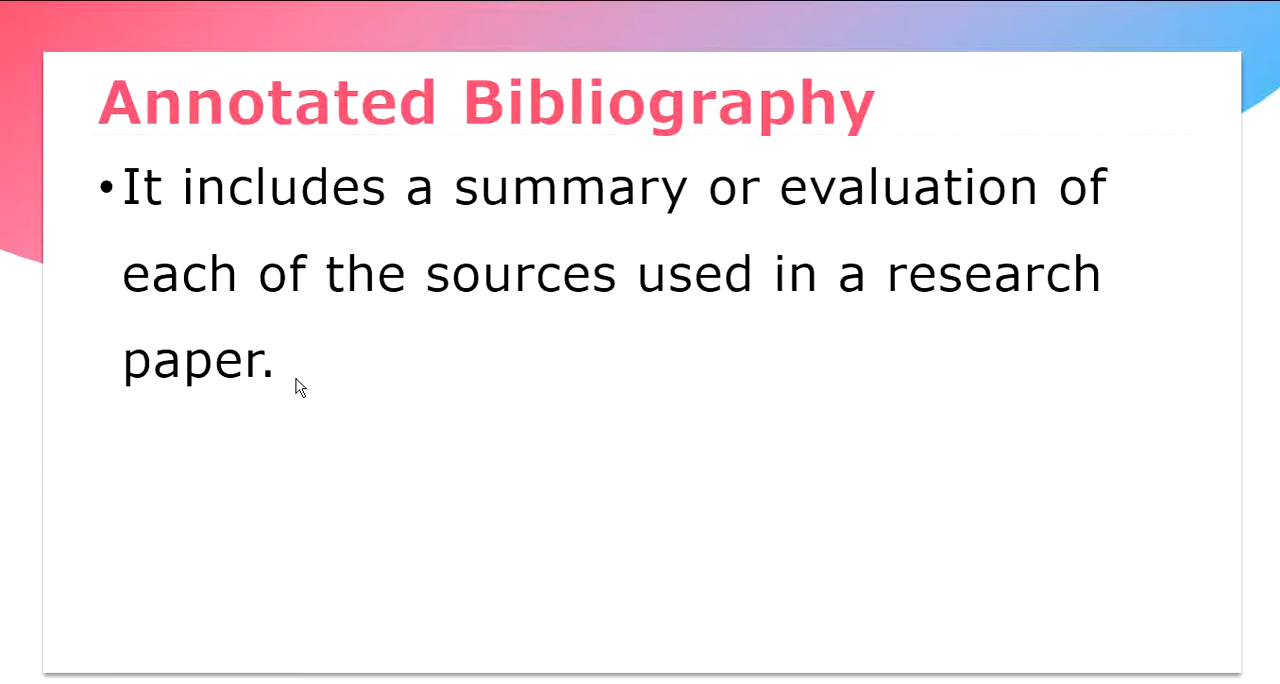 Annotated Bibliography
•It includes a summary or evaluation of
each of the sources used in a research
paper.